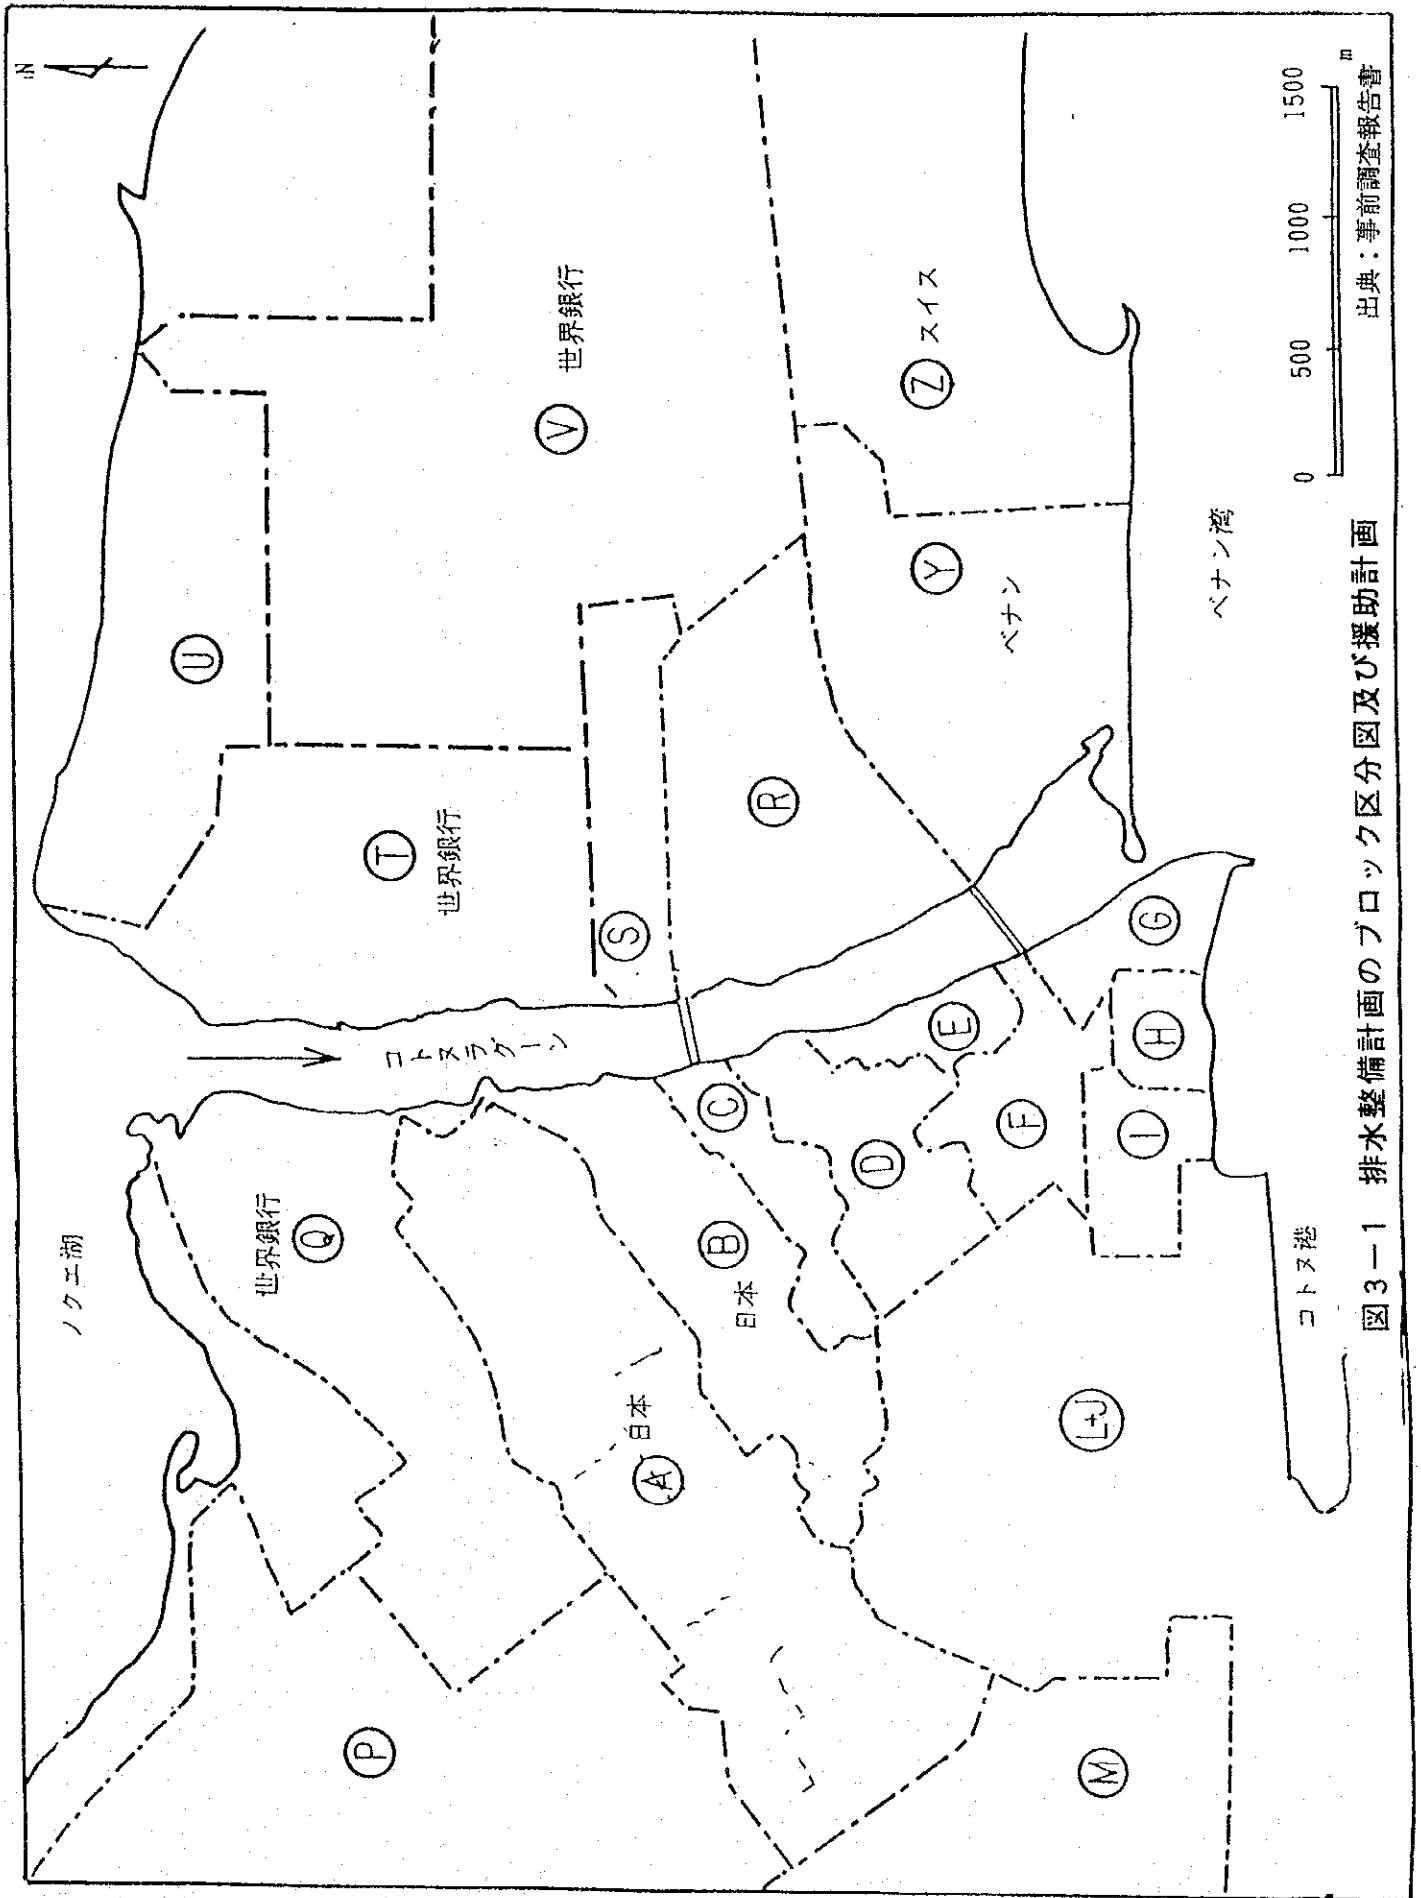 N
ノクエ湖
U
T
世界銀行
V
世界銀行
Q
世界銀行
P
コトヌラグーン
S
R
A
日本
B
日本
C
D
E
F
G
H
I
L+J
M
Y
ベナン
Z
スイス
ベナン湾
コトヌ港
0 500 1000 1500 m
出典：事前調査報告書
図3－1 排水整備計画のブロック区分図及び援助計画